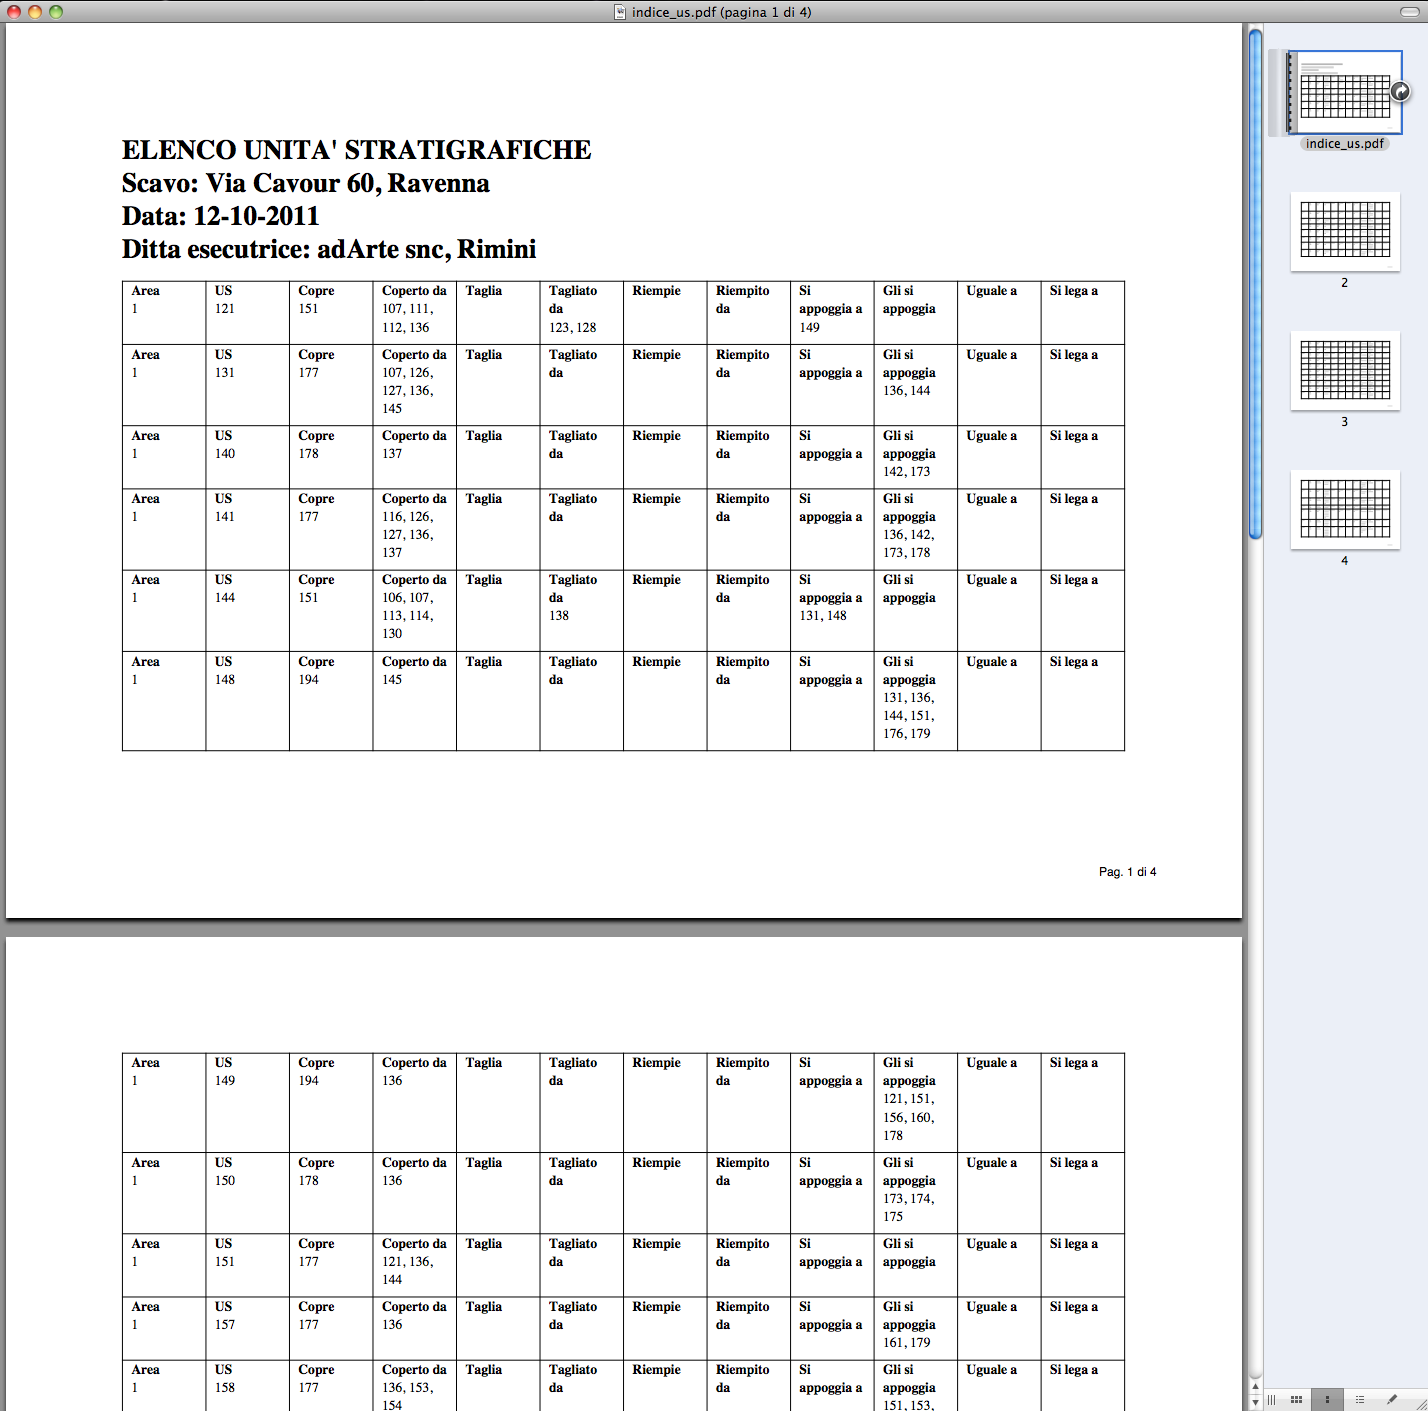 indice_us.pdf (pagina 1 di 4)
ELENCO UNITA' STRATIGRAFICHE
Scavo: Via Cavour 60, Ravenna
Data: 12-10-2011
Ditta esecutrice: adArte snc, Rimini
Area US Copre Coperto da Taglia Tagliato da Riempie Riempito da Si appoggia a Gli si appoggia Uguale a Si lega a
1 121 151 107, 111, 112, 136 123, 128 149
Area US Copre Coperto da Taglia Tagliato da Riempie Riempito da Si appoggia a Gli si appoggia Uguale a Si lega a
1 131 177 107, 126, 127, 136, 145 136, 144
Area US Copre Coperto da Taglia Tagliato da Riempie Riempito da Si appoggia a Gli si appoggia Uguale a Si lega a
1 140 178 137 142, 173
Area US Copre Coperto da Taglia Tagliato da Riempie Riempito da Si appoggia a Gli si appoggia Uguale a Si lega a
1 141 177 116, 126, 127, 136, 137 136, 142, 173, 178
Area US Copre Coperto da Taglia Tagliato da Riempie Riempito da Si appoggia a Gli si appoggia Uguale a Si lega a
1 144 151 106, 107, 113, 114, 130 138 131, 148
Area US Copre Coperto da Taglia Tagliato da Riempie Riempito da Si appoggia a Gli si appoggia Uguale a Si lega a
1 148 194 145 131, 136, 144, 151, 176, 179
Pag. 1 di 4
Area US Copre Coperto da Taglia Tagliato da Riempie Riempito da Si appoggia a Gli si appoggia Uguale a Si lega a
1 149 194 136 121, 151, 156, 160, 178
Area US Copre Coperto da Taglia Tagliato da Riempie Riempito da Si appoggia a Gli si appoggia Uguale a Si lega a
1 150 178 136 173, 174, 175
Area US Copre Coperto da Taglia Tagliato da Riempie Riempito da Si appoggia a Gli si appoggia Uguale a Si lega a
1 151 177 121, 136, 144
Area US Copre Coperto da Taglia Tagliato da Riempie Riempito da Si appoggia a Gli si appoggia Uguale a Si lega a
1 157 177 136 161, 179
Area US Copre Coperto da Taglia Tagliato da Riempie Riempito da Si appoggia a Gli si appoggia Uguale a Si lega a
1 158 177 136, 153, 154 151, 153,
indice_us.pdf
2
3
4